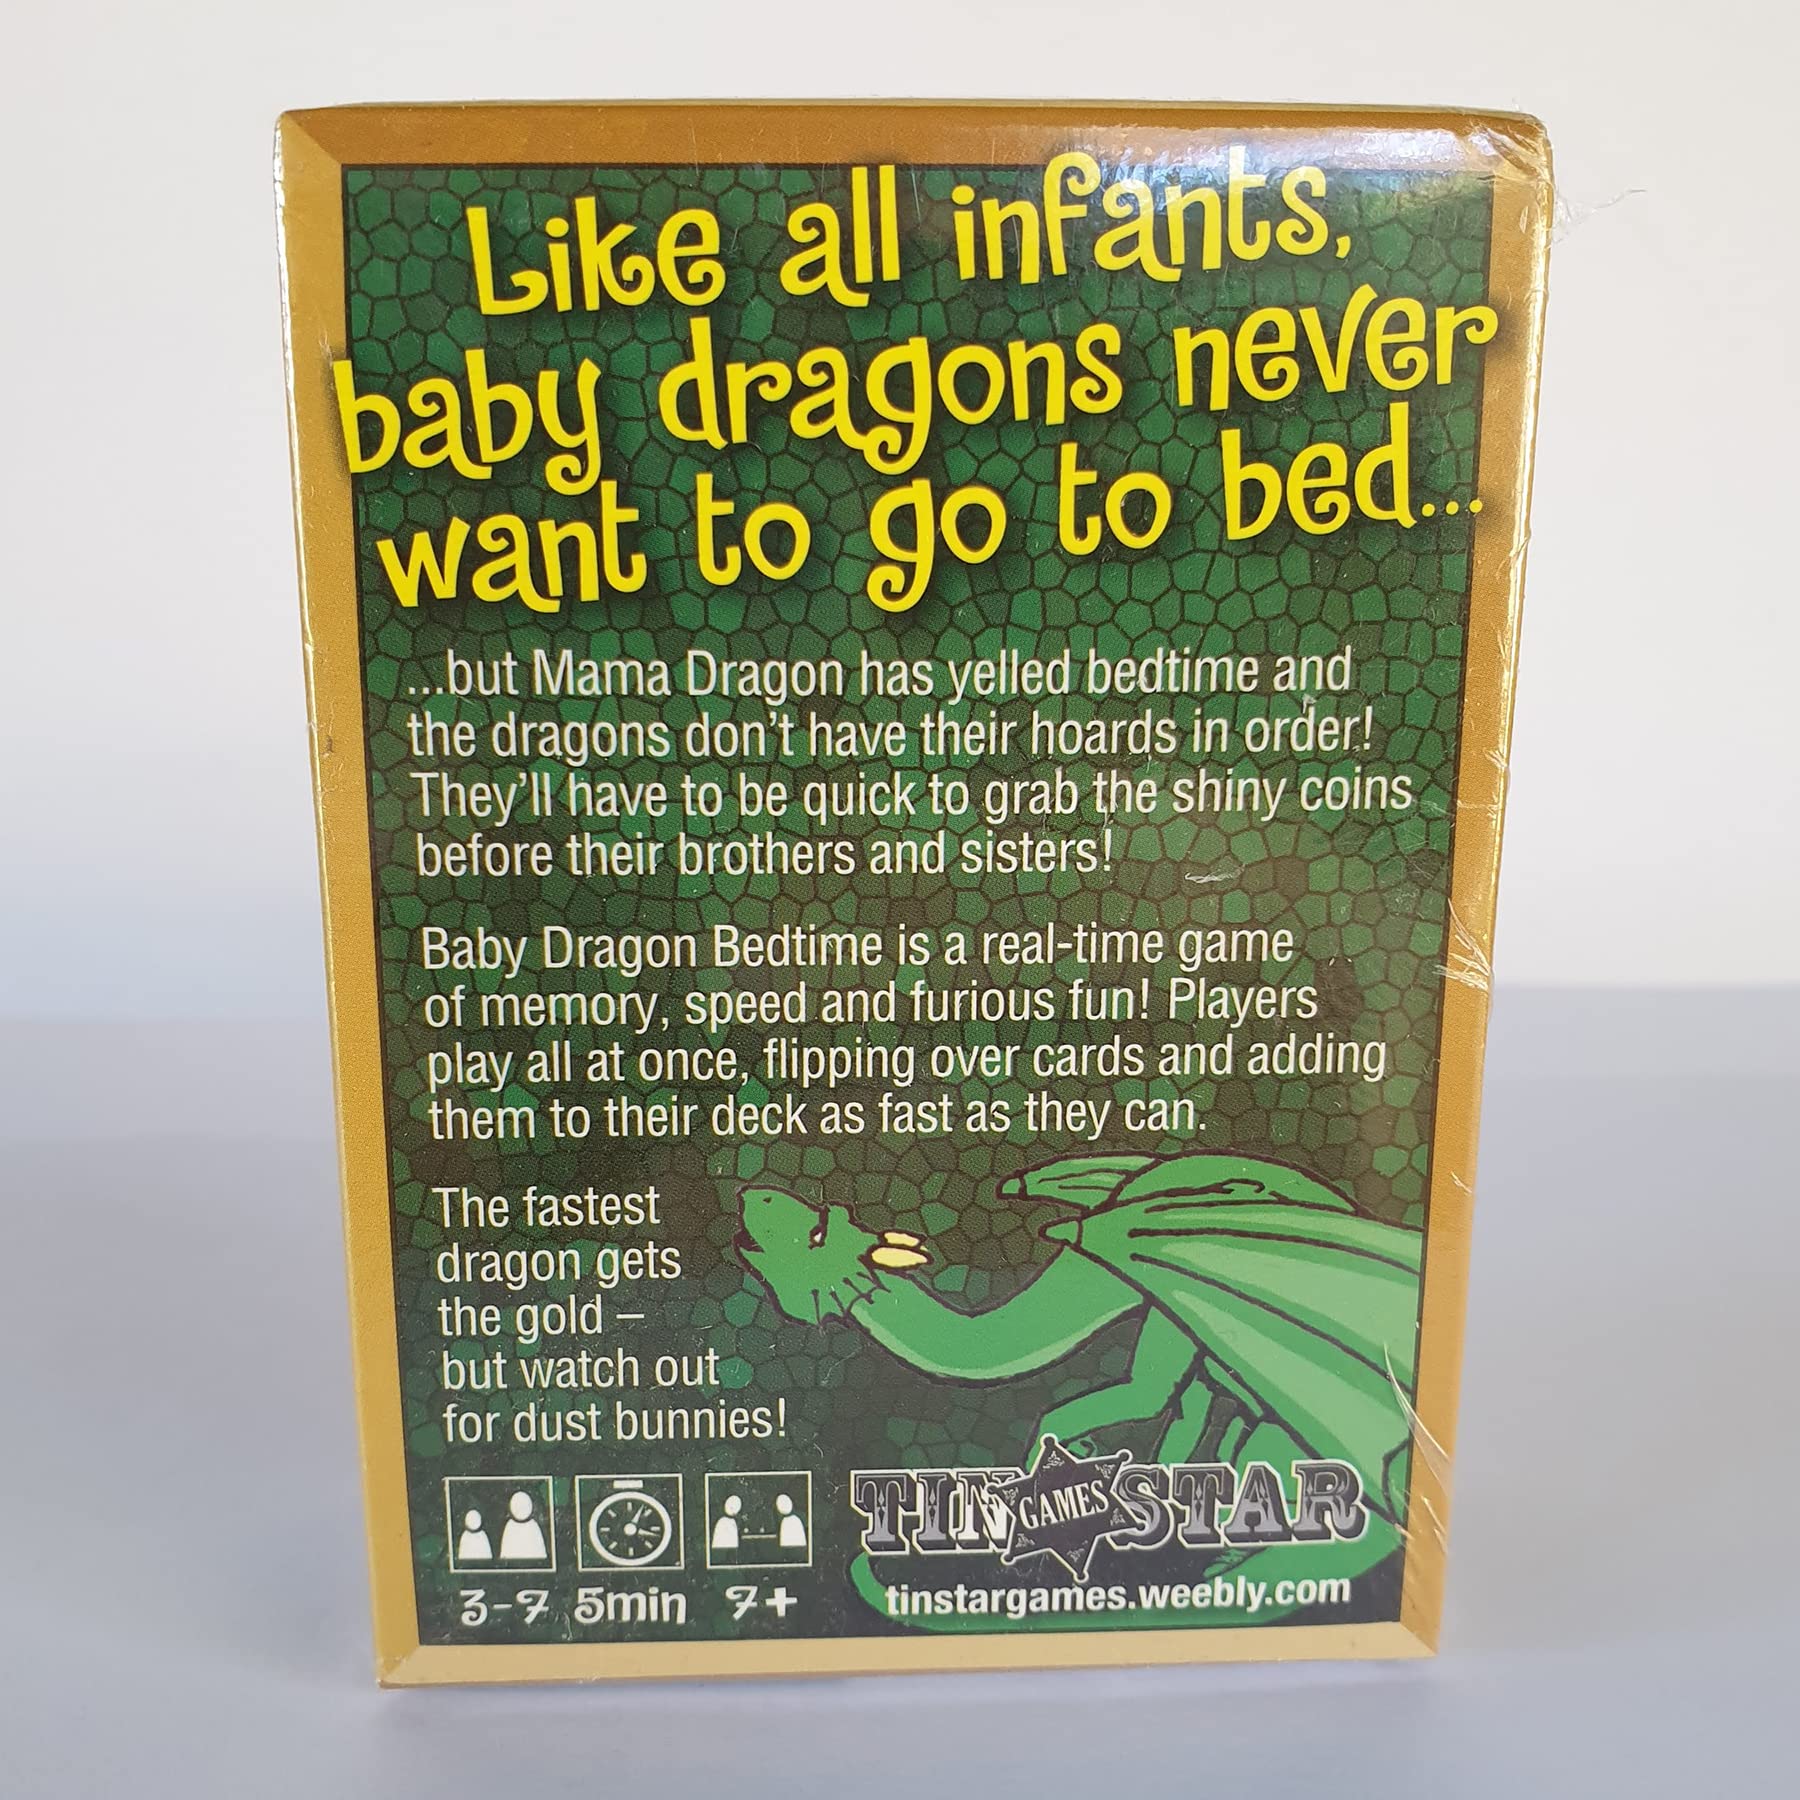 Like all infants,
baby dragons never
want to go to bed...
...but Mama Dragon has yelled bedtime and
the dragons don't have their hoards in order!
They'll have to be quick to grab the shiny coins
before their brothers and sisters!
Baby Dragon Bedtime is a real-time game
of memory, speed and furious fun! Players
play all at once, flipping over cards and adding
them to their deck as fast as they can.
The fastest
dragon gets
the gold –
but watch out
for dust bunnies!
3-7 5min 7+
TIN STAR GAMES
tinstargames.weebly.com